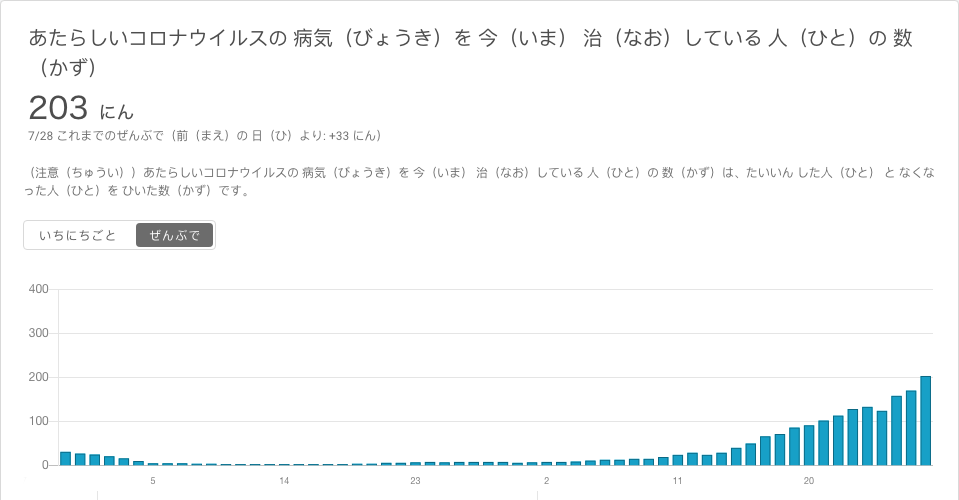 あたらしいコロナウイルスの 病気（びょうき）を 今（いま） 治（なお）している 人（ひと）の 数
（かず）
203 にん
7/28 これまでのぜんぶで（前（まえ）の 日（ひ）より: +33 にん）
（注意（ちゅうい））あたらしいコロナウイルスの 病気（びょうき）を 今（いま） 治（なお）している 人（ひと）の 数（かず）は、たいいん した人（ひと） と なくな
った人（ひと）を ひいた数（かず）です。
いちにちごと ぜんぶで
400
300
200
100
0
5 14 23 2 11 20